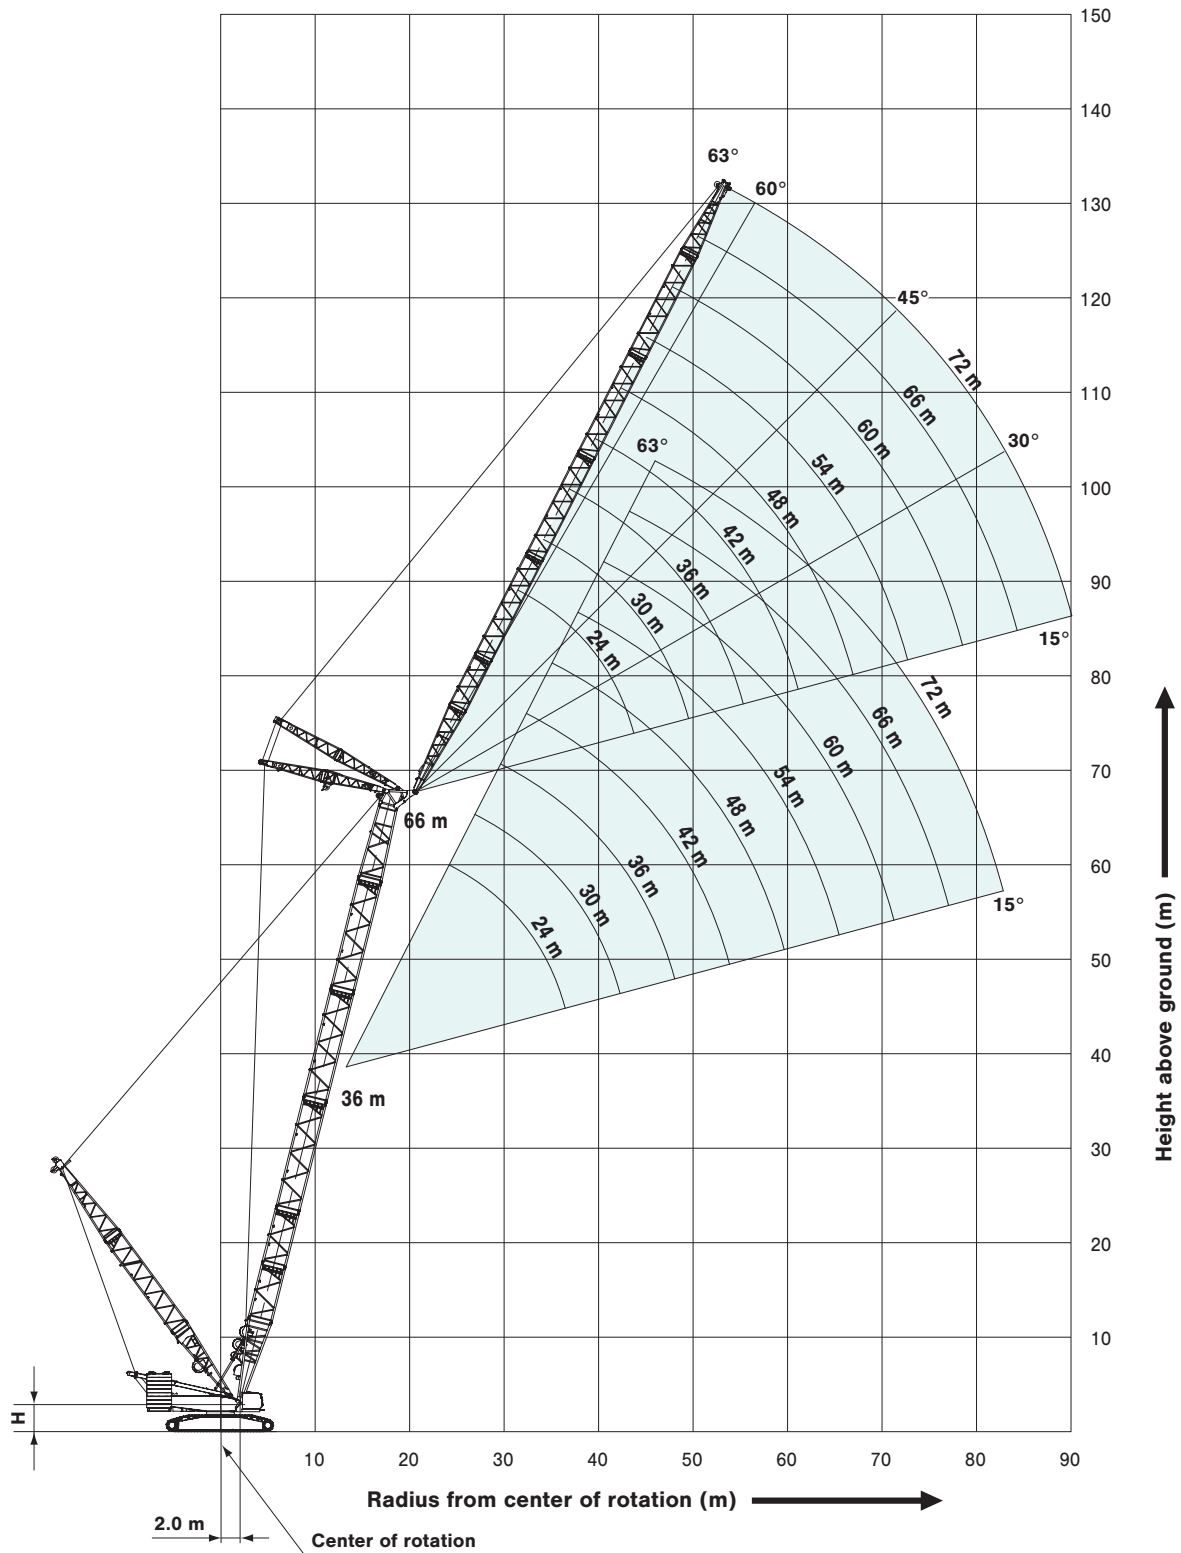 150
140
63°
60°
130
45°
120
72 m
66 m
110
60 m
30°
63°
54 m
100
48 m
42 m
36 m
90
30 m
24 m
15°
80
72 m
66 m
70
60 m
54 m
66 m
48 m
42 m
60
36 m
30 m
15°
24 m
50
40
36 m
30
20
10
H
10 20 30 40 50 60 70 80 90
Radius from center of rotation (m)
Height above ground (m)
2.0 m
Center of rotation